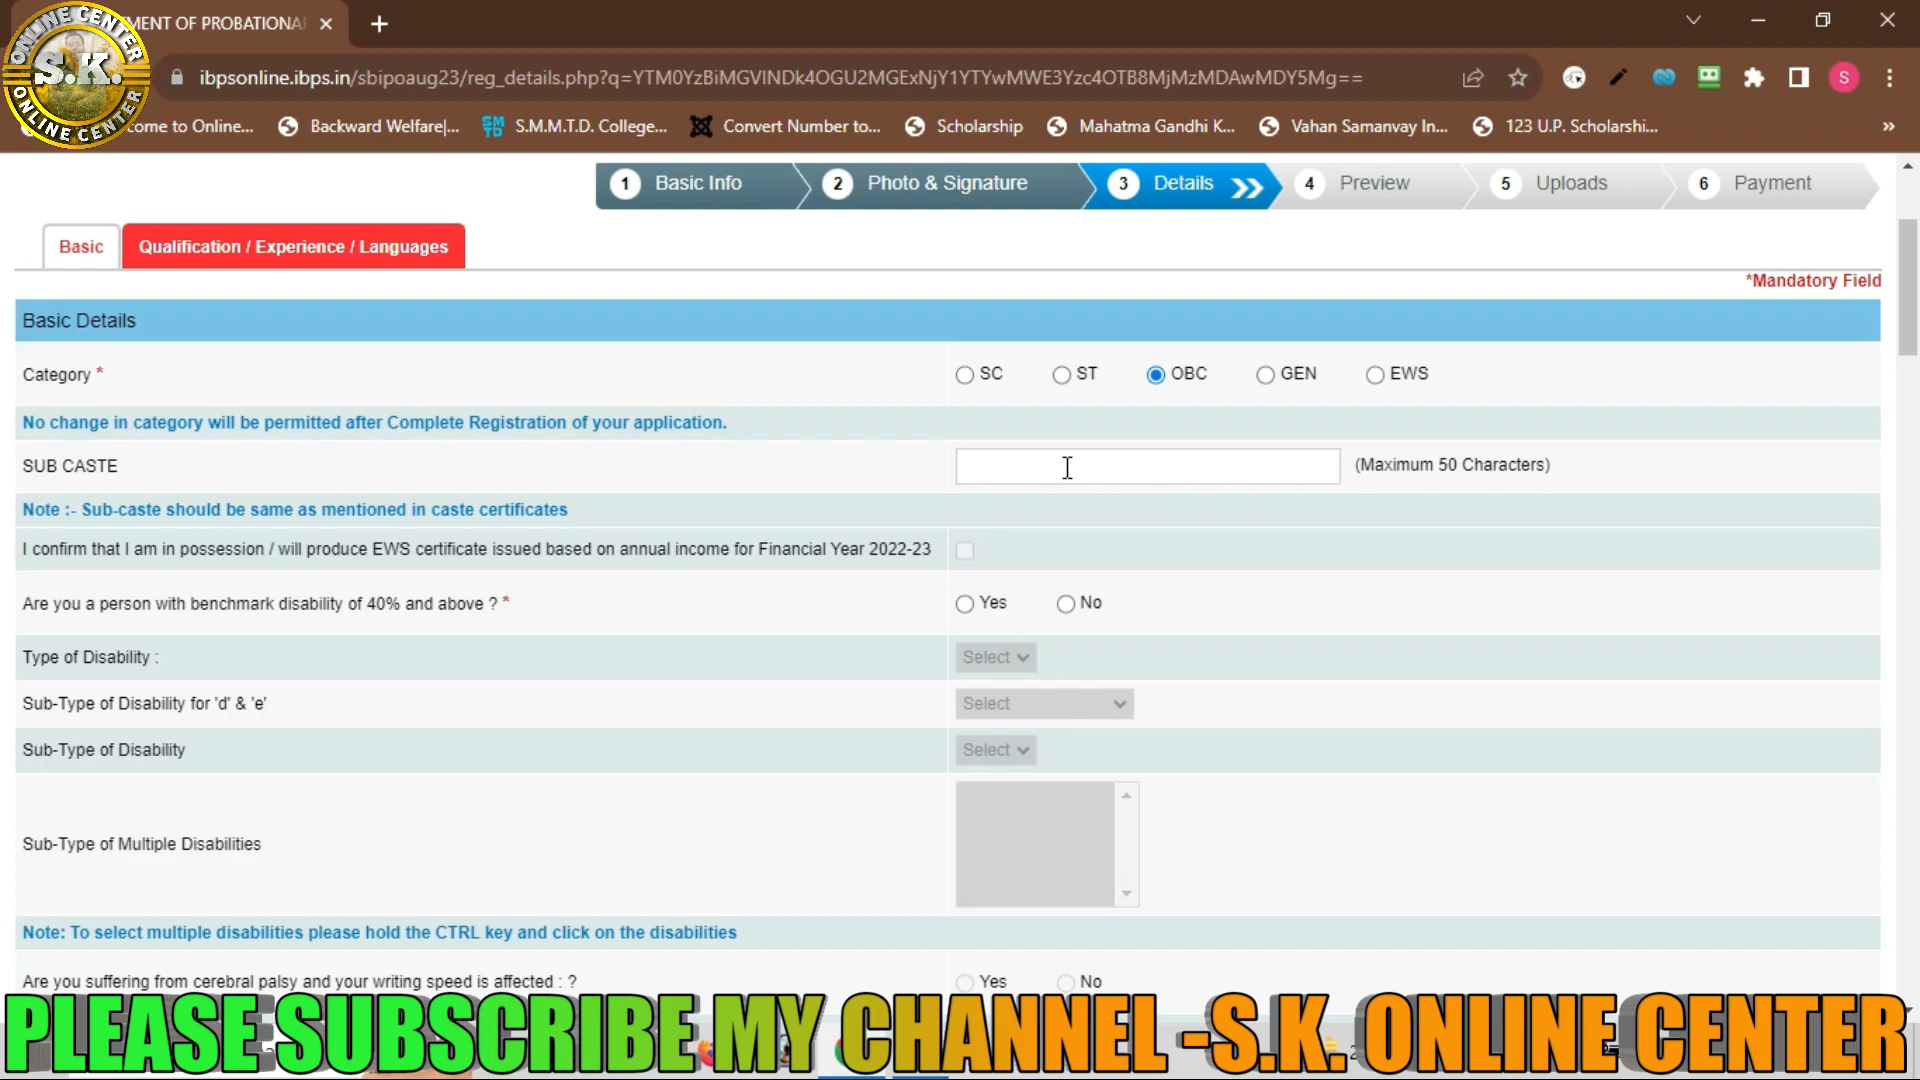 MENT OF PROBATIONA
ONLINE CENTER
S.K.
ONLINE CENTER
ibpsonline.ibps.in/sbipoaug23/reg_details.php?q=YTM0YzBiMGVlNDk4OGU2MGExNjY1YTYwMWE3Yzc4OTB8MjMzMDAwMDY5Mg==
S
come to Online...
Backward Welfare|...
S.M.M.T.D. College...
Convert Number to...
Scholarship
Mahatma Gandhi K...
Vahan Samanvay In...
123 U.P. Scholarshi...
»
1 Basic Info
2 Photo & Signature
3 Details
4 Preview
5 Uploads
6 Payment
Basic
Qualification / Experience / Languages
*Mandatory Field
Basic Details
Category * SC ST OBC GEN EWS
No change in category will be permitted after Complete Registration of your application.
SUB CASTE (Maximum 50 Characters)
Note :- Sub-caste should be same as mentioned in caste certificates
I confirm that I am in possession / will produce EWS certificate issued based on annual income for Financial Year 2022-23
Are you a person with benchmark disability of 40% and above ? * Yes No
Type of Disability : Select
Sub-Type of Disability for 'd' & 'e' Select
Sub-Type of Disability Select
Sub-Type of Multiple Disabilities
Note: To select multiple disabilities please hold the CTRL key and click on the disabilities
Are you suffering from cerebral palsy and your writing speed is affected : ? Yes No
PLEASE SUBSCRIBE MY CHANNEL -S.K. ONLINE CENTER